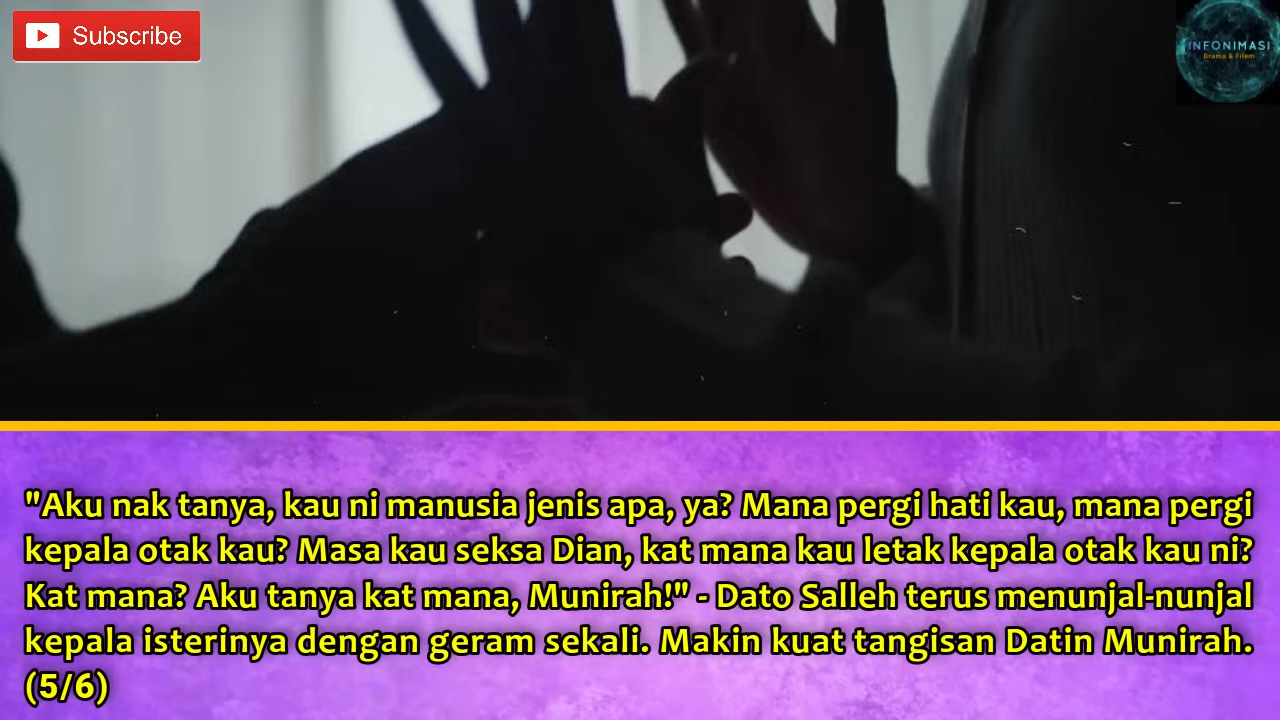 Subscribe
INFONIMASI
Drama & Filem
"Aku nak tanya, kau ni manusia jenis apa, ya? Mana pergi hati kau, mana pergi
kepala otak kau? Masa kau seksa Dian, kat mana kau letak kepala otak kau ni?
Kat mana? Aku tanya kat mana, Munirah!" - Dato Salleh terus menunjal-nunjal
kepala isterinya dengan geram sekali. Makin kuat tangisan Datin Munirah.
(5/6)